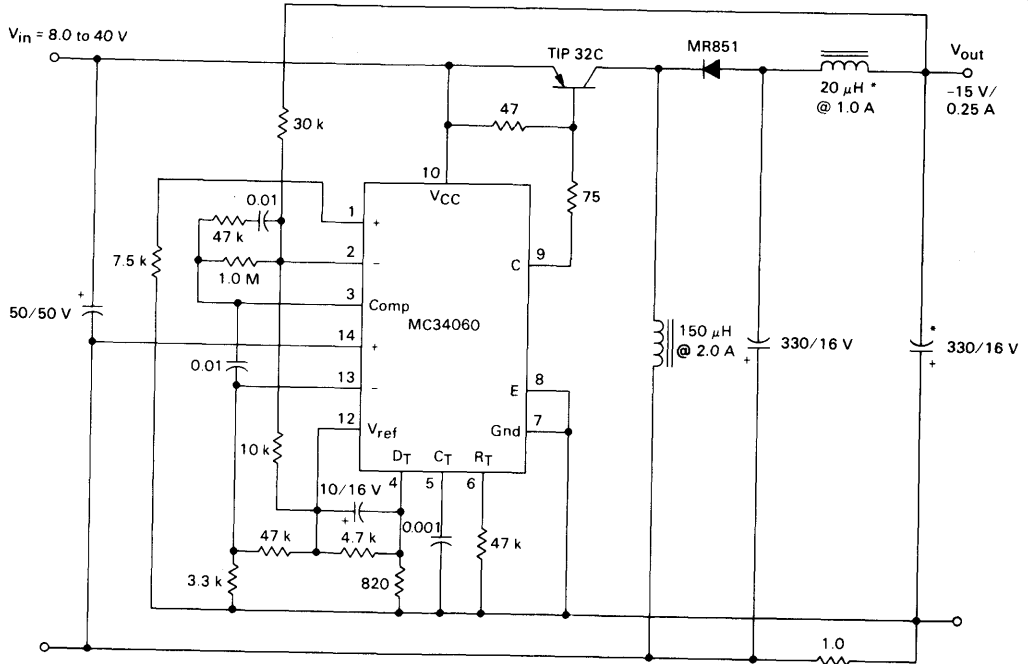 V_in = 8.0 to 40 V
TIP 32C
MR851
V_out
20 μH *
@ 1.0 A
-15 V/
0.25 A
30 k
47
75
10
V_CC
0.01
47 k
1
+
2
−
1.0 M
3
Comp
7.5 k
C
9
MC34060
50/50 V
+
14
+
0.01
13
−
12
V_ref
E
8
Gnd
7
150 μH
@ 2.0 A
330/16 V
+
*
330/16 V
+
10 k
D_T
C_T
R_T
4
5
6
10/16 V
+
0.001
47 k
4.7 k
47 k
3.3 k
820
1.0